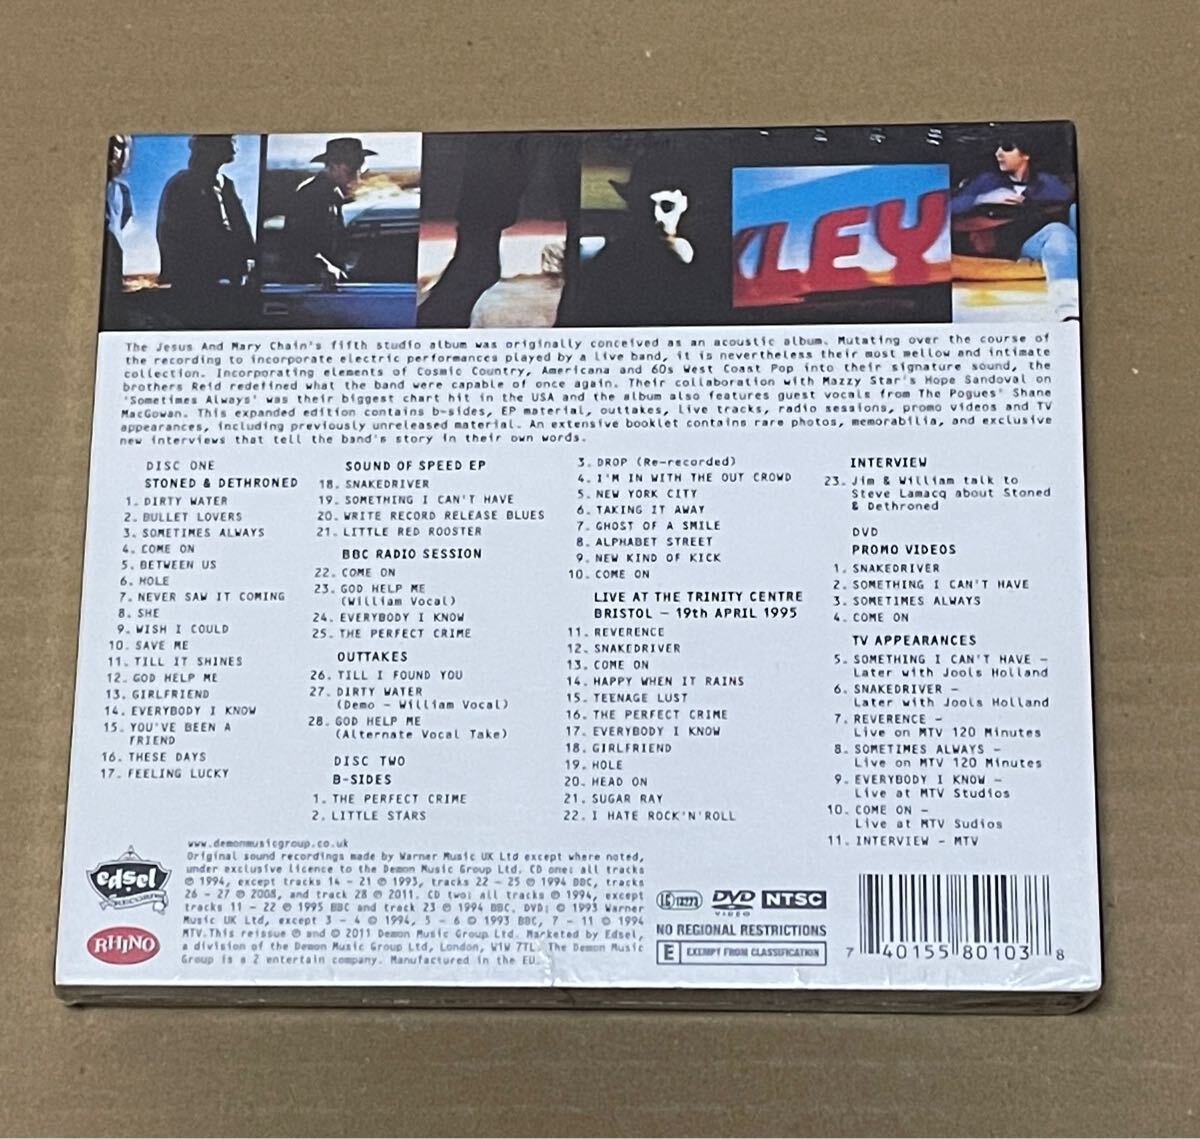 LEY
The Jesus And Mary Chain's fifth studio album was originally conceived as an acoustic album. Mutating over the course of
the recording to incorporate electric performances played by a live band, it is nevertheless their most mellow and intimate
collection. Incorporating elements of Cosmic Country, Americana and 60s West Coast Pop into their signature sound, the
brothers Reid redefined what the band were capable of once again. Their collaboration with Mazzy Star's Hope Sandoval on
'Sometimes Always' was their biggest chart hit in the USA and the album also features guest vocals from The Pogues' Shane
MacGowan. This expanded edition contains b-sides, EP material, outtakes, live tracks, radio sessions, promo videos and TV
appearances, including previously unreleased material. An extensive booklet contains rare photos, memorabilia, and exclusive
new interviews that tell the band's story in their own words.
DISC ONE
STONED & DETHRONED
1. DIRTY WATER
2. BULLET LOVERS
3. SOMETIMES ALWAYS
4. COME ON
5. BETWEEN US
6. HOLE
7. NEVER SAW IT COMING
8. SHE
9. WISH I COULD
10. SAVE ME
11. TILL IT SHINES
12. GOD HELP ME
13. GIRLFRIEND
14. EVERYBODY I KNOW
15. YOU'VE BEEN A
FRIEND
16. THESE DAYS
17. FEELING LUCKY
SOUND OF SPEED EP
18. SNAKEDRIVER
19. SOMETHING I CAN'T HAVE
20. WRITE RECORD RELEASE BLUES
21. LITTLE RED ROOSTER
BBC RADIO SESSION
22. COME ON
23. GOD HELP ME
(William Vocal)
24. EVERYBODY I KNOW
25. THE PERFECT CRIME
OUTTAKES
26. TILL I FOUND YOU
27. DIRTY WATER
(Demo - William Vocal)
28. GOD HELP ME
(Alternate Vocal Take)
DISC TWO
B-SIDES
1. THE PERFECT CRIME
2. LITTLE STARS
3. DROP (Re-recorded)
4. I'M IN WITH THE OUT CROWD
5. NEW YORK CITY
6. TAKING IT AWAY
7. GHOST OF A SMILE
8. ALPHABET STREET
9. NEW KIND OF KICK
10. COME ON
LIVE AT THE TRINITY CENTRE
BRISTOL - 19th APRIL 1995
11. REVERENCE
12. SNAKEDRIVER
13. COME ON
14. HAPPY WHEN IT RAINS
15. TEENAGE LUST
16. THE PERFECT CRIME
17. EVERYBODY I KNOW
18. GIRLFRIEND
19. HOLE
20. HEAD ON
21. SUGAR RAY
22. I HATE ROCK'N'ROLL
INTERVIEW
23. Jim & William talk to
Steve Lamacq about Stoned
& Dethroned
DVD
PROMO VIDEOS
1. SNAKEDRIVER
2. SOMETHING I CAN'T HAVE
3. SOMETIMES ALWAYS
4. COME ON
TV APPEARANCES
5. SOMETHING I CAN'T HAVE -
Later with Jools Holland
6. SNAKEDRIVER -
Later with Jools Holland
7. REVERENCE -
Live on MTV 120 Minutes
8. SOMETIMES ALWAYS -
Live on MTV 120 Minutes
9. EVERYBODY I KNOW -
Live at MTV Studios
10. COME ON -
Live at MTV Sudios
11. INTERVIEW - MTV
www.demonmusicgroup.co.uk
Original sound recordings made by Warner Music UK Ltd except where noted,
under exclusive licence to the Demon Music Group Ltd. CD one: all tracks
℗ 1994, except tracks 14 - 21 ℗ 1993, tracks 22 - 25 ℗ 1994 BBC, tracks
26 - 27 ℗ 2008, and track 28 ℗ 2011. CD two: all tracks ℗ 1994, except
tracks 11 - 22 ℗ 1995 BBC and track 23 ℗ 1994 BBC. DVD: © 1993 Warner
Music UK Ltd, except 3 - 4 © 1994, 5 - 6 © 1993 BBC, 7 - 11 © 1994
MTV.This reissue ℗ and © 2011 Demon Music Group Ltd. Marketed by Edsel,
a division of the Demon Music Group Ltd, London, W1W 7TL. The Demon Music
Group is a 2 entertain company. Manufactured in the EU.
edsel
RECORDS
RHINO
LC 13273
DVD VIDEO
NTSC
NO REGIONAL RESTRICTIONS
E EXEMPT FROM CLASSIFICATION
7 40155 80103 8